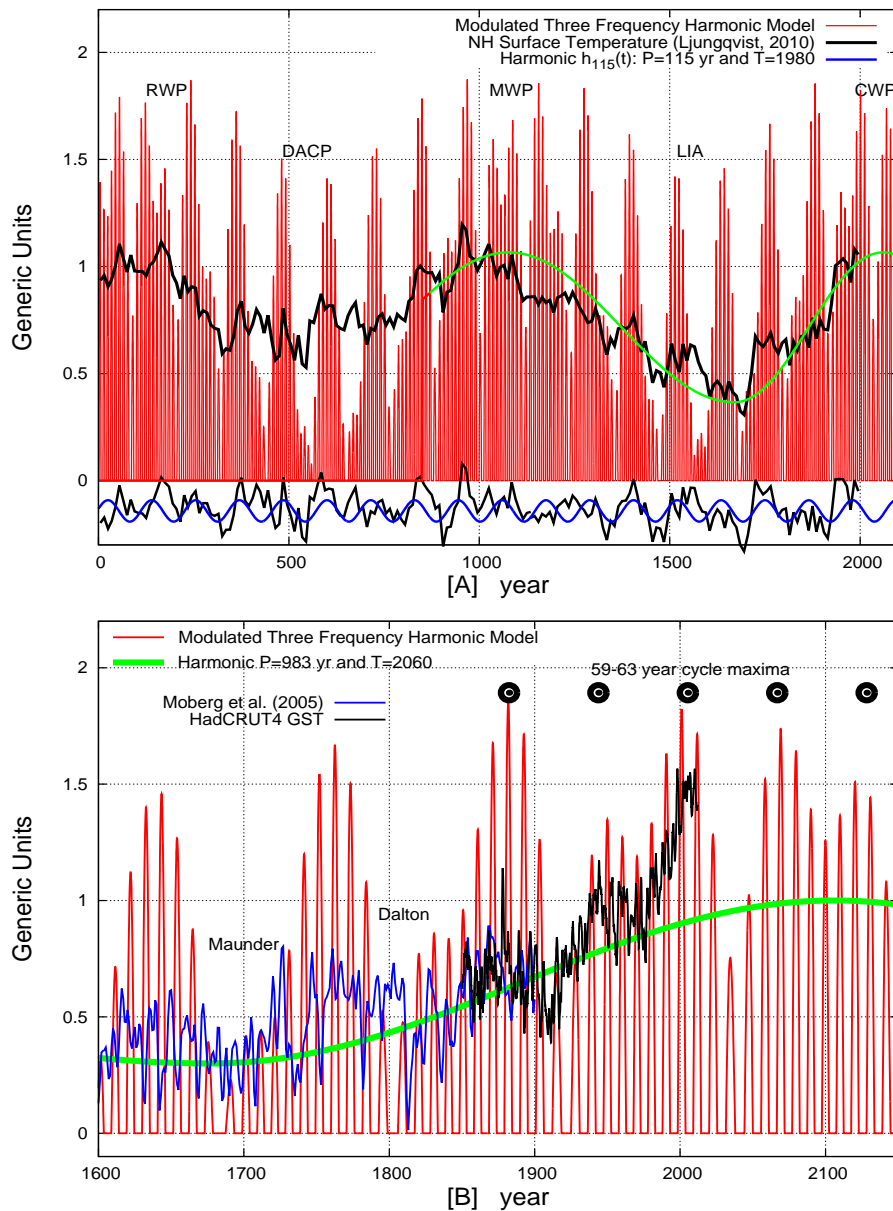 Modulated Three Frequency Harmonic Model
NH Surface Temperature (Ljungqvist, 2010)
Harmonic h115(t): P=115 yr and T=1980
RWP
MWP
CWP
DACP
LIA
2
1.5
1
0.5
0
Generic Units
0
500
1000
1500
2000
[A] year
Modulated Three Frequency Harmonic Model
Harmonic P=983 yr and T=2060
59-63 year cycle maxima
Moberg et al. (2005)
HadCRUT4 GST
Dalton
Maunder
2
1.5
1
0.5
0
Generic Units
1600
1700
1800
1900
2000
2100
[B] year